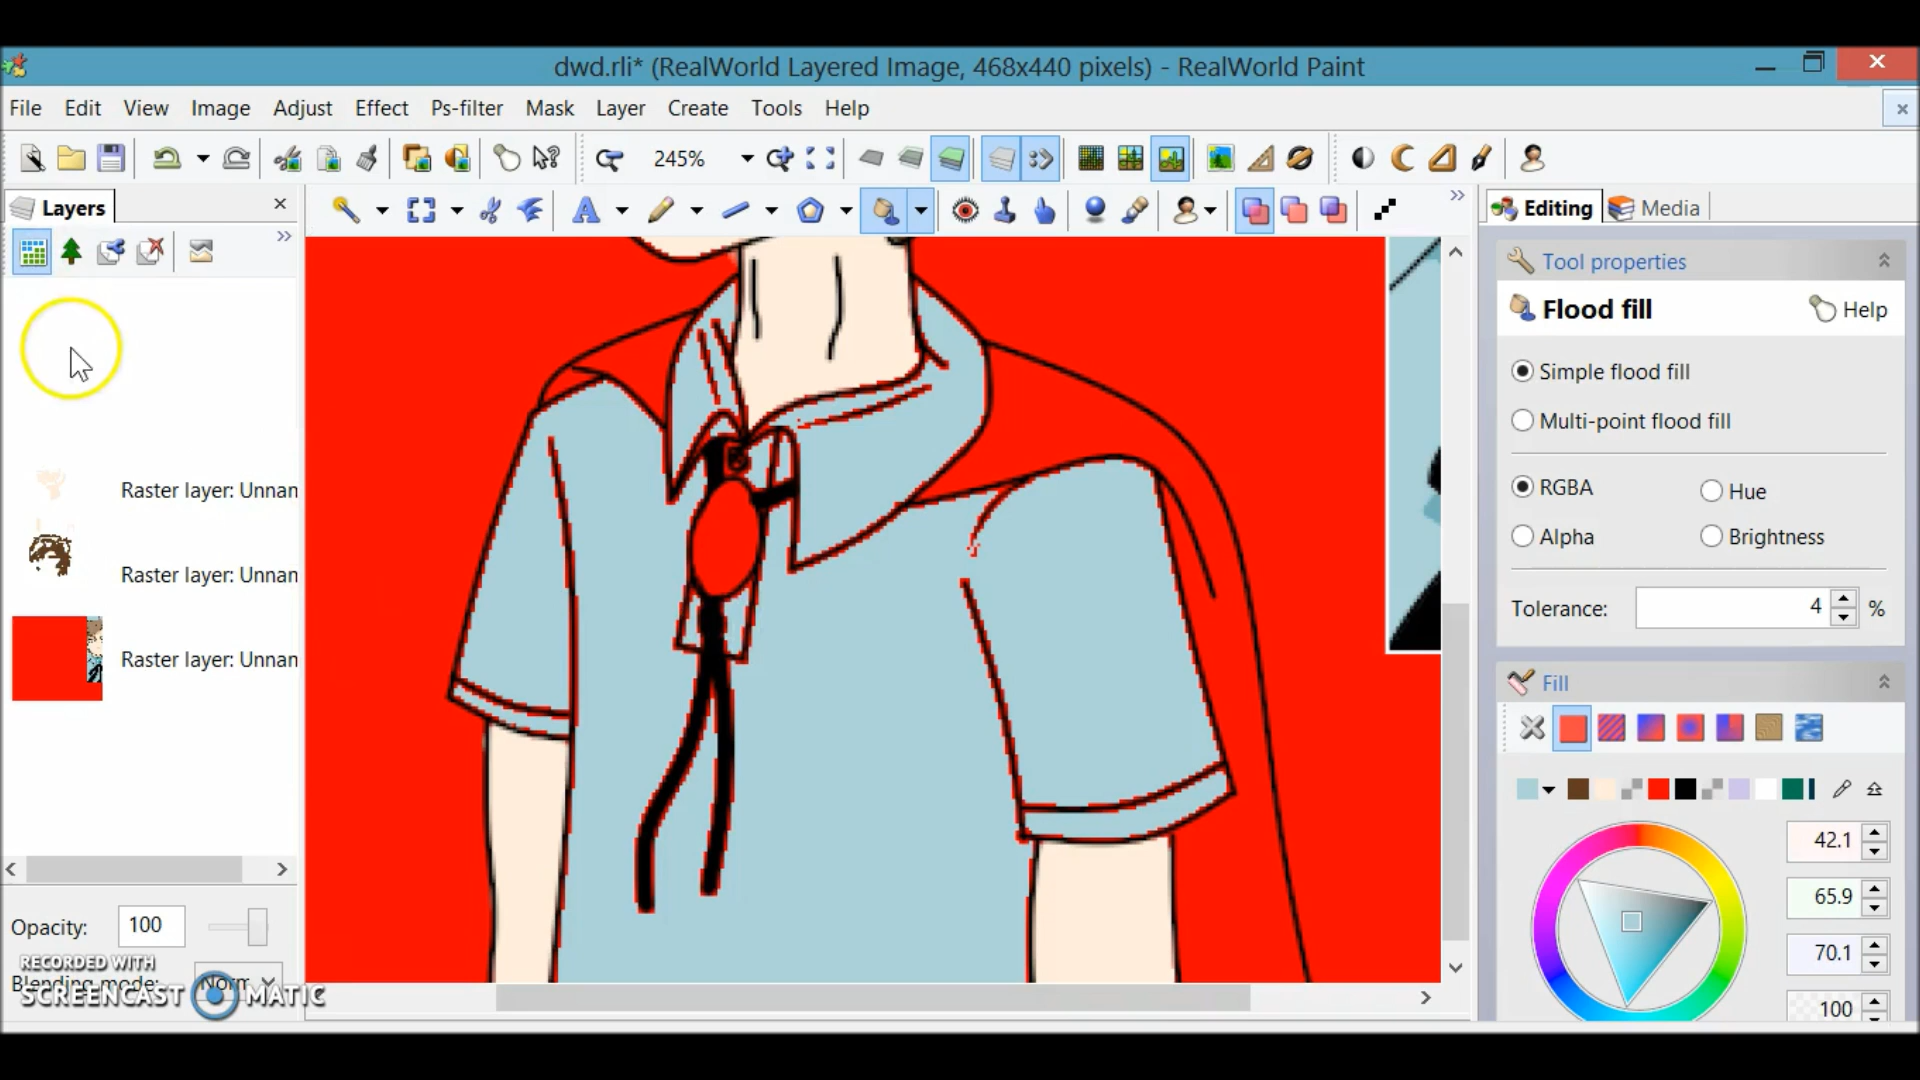 dwd.rli* (RealWorld Layered Image, 468x440 pixels) - RealWorld Paint
File Edit View Image Adjust Effect Ps-filter Mask Layer Create Tools Help
245%
Layers
Editing
Media
Tool properties
Flood fill
Help
Simple flood fill
Multi-point flood fill
RGBA
Hue
Alpha
Brightness
Tolerance: 4 %
Fill
42.1
65.9
70.1
100
Raster layer: Unnan
Raster layer: Unnan
Raster layer: Unnan
Opacity: 100
Blending mode: Norm
RECORDED WITH
SCREENCAST MATIC